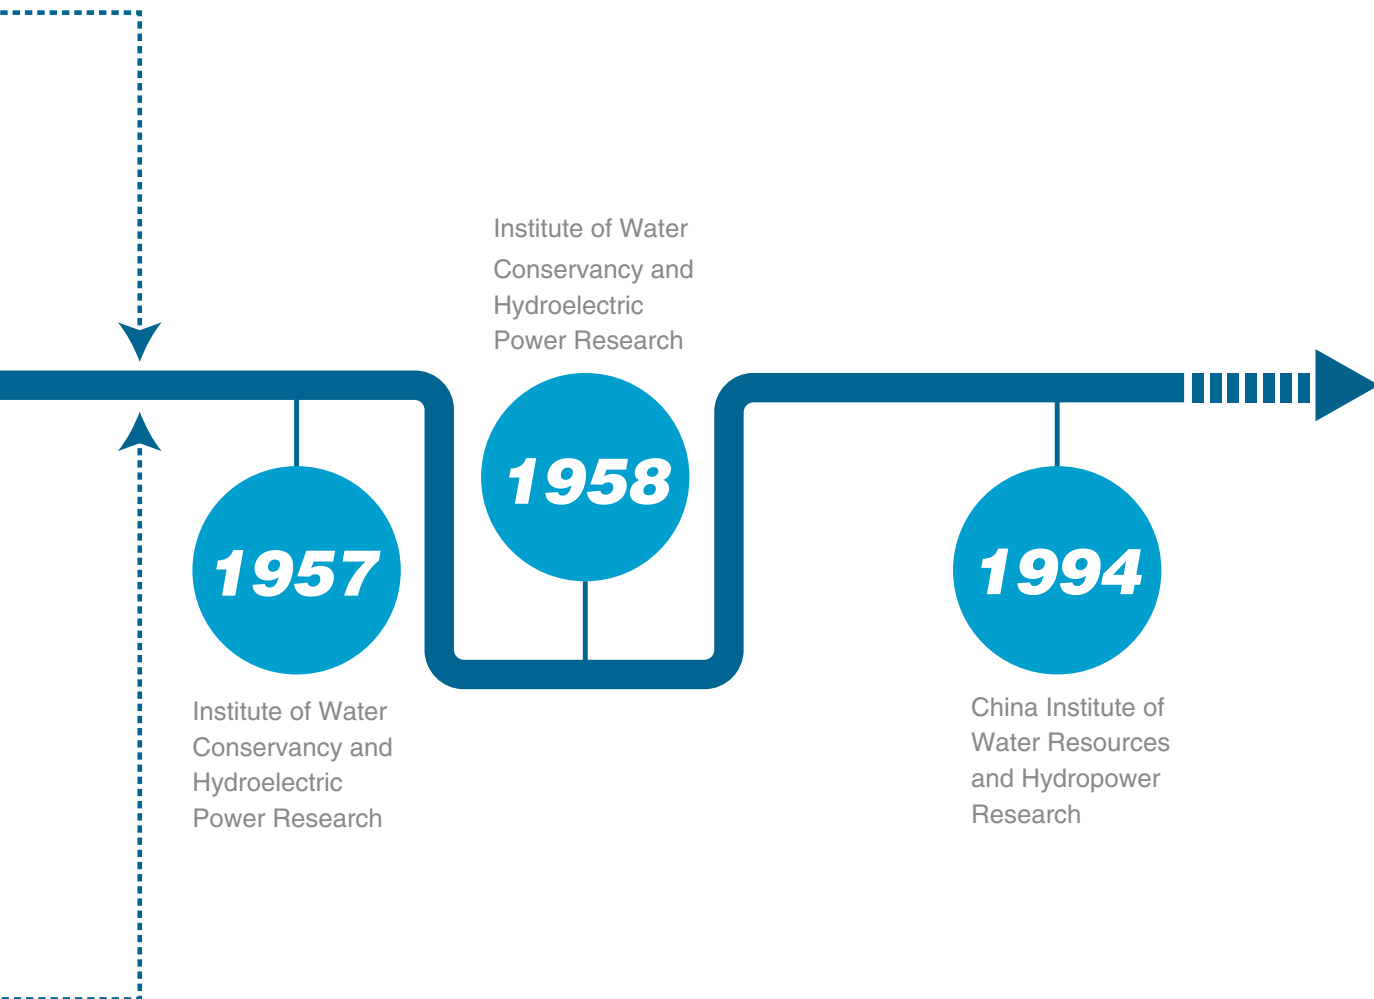 1957
Institute of Water
Conservancy and
Hydroelectric
Power Research
Institute of Water
Conservancy and
Hydroelectric
Power Research
1958
1994
China Institute of
Water Resources
and Hydropower
Research